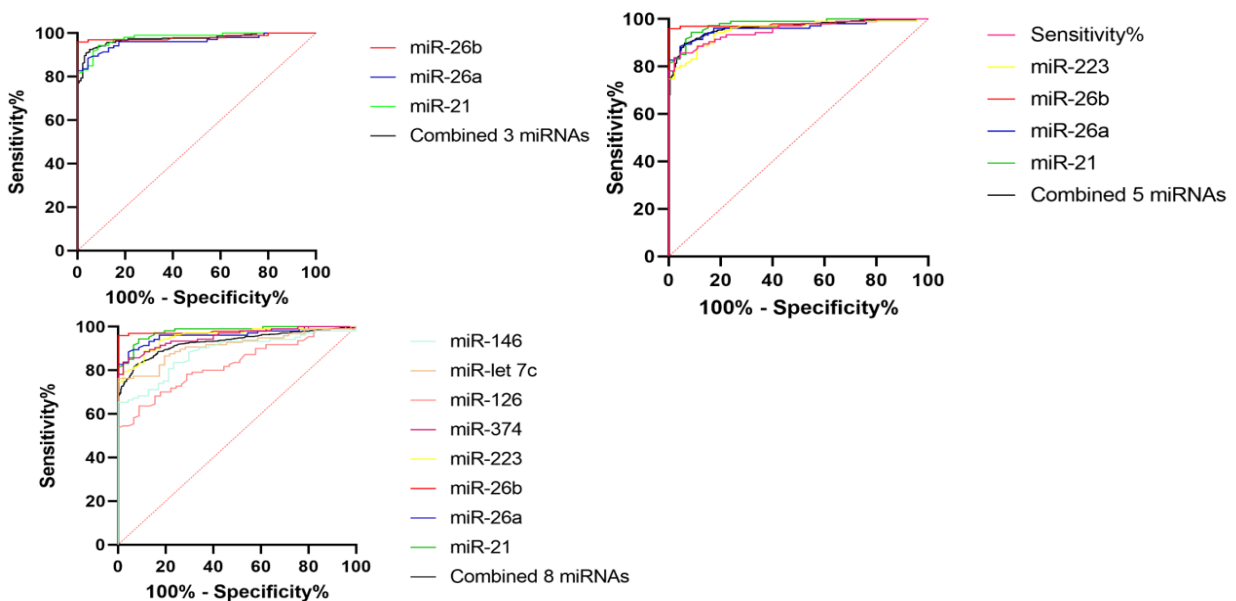 100
80
60
40
20
0
Sensitivity%
0 20 40 60 80 100
100% - Specificity%
miR-26b
miR-26a
miR-21
Combined 3 miRNAs
100
80
60
40
20
0
Sensitivity%
0 20 40 60 80 100
100% - Specificity%
Sensitivity%
miR-223
miR-26b
miR-26a
miR-21
Combined 5 miRNAs
100
80
60
40
20
0
Sensitivity%
0 20 40 60 80 100
100% - Specificity%
miR-146
miR-let 7c
miR-126
miR-374
miR-223
miR-26b
miR-26a
miR-21
Combined 8 miRNAs